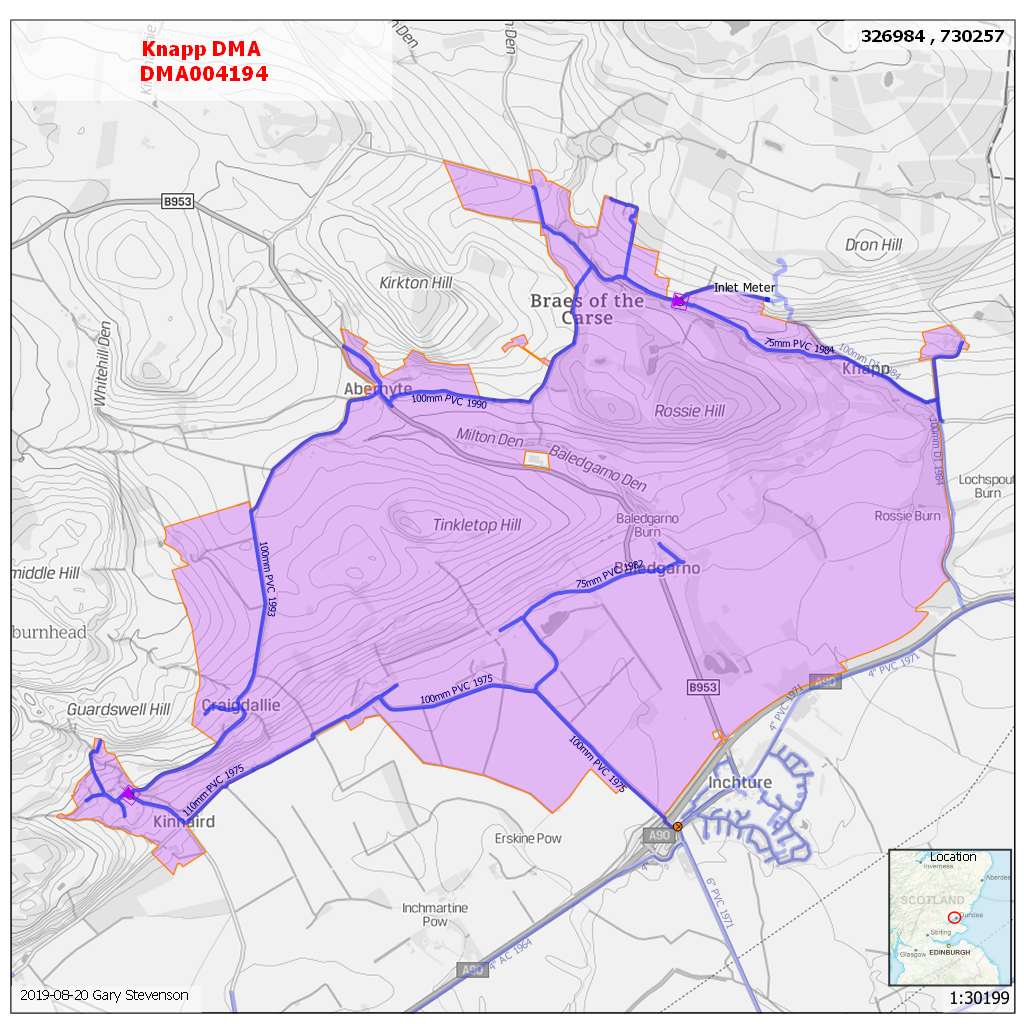 Knapp DMA
DMA004194
326984 , 730257
Den
Den
B953
Dron Hill
Kirkton Hill
Inlet Meter
Braes of the
Carse
Whitehill Den
75mm PVC 1984
100mm DI 1984
Knapp
Abernyte
100mm PVC 1990
Rossie Hill
Milton Den
Baledgarno Den
100mm DI 1984
Lochspout
Burn
Tinkletop Hill
Baledgarno
Burn
Rossie Burn
100mm PVC 1993
middle Hill
75mm PVC 1982
Baledgarno
burnhead
100mm PVC 1975
B953
A90
4" PVC 1971
Guardswell Hill
Craigdallie
4" PVC 1971
100mm PVC 1975
110mm PVC 1975
Inchture
Kinnaird
Erskine Pow
A90
4"
6" PVC 1971
Inchmartine
Pow
4" AC 1964
A90
Location
Inverness
Aberdee
SCOTLAND
Dundee
Stirling
Glasgow
EDINBURGH
2019-08-20 Gary Stevenson
1:30199